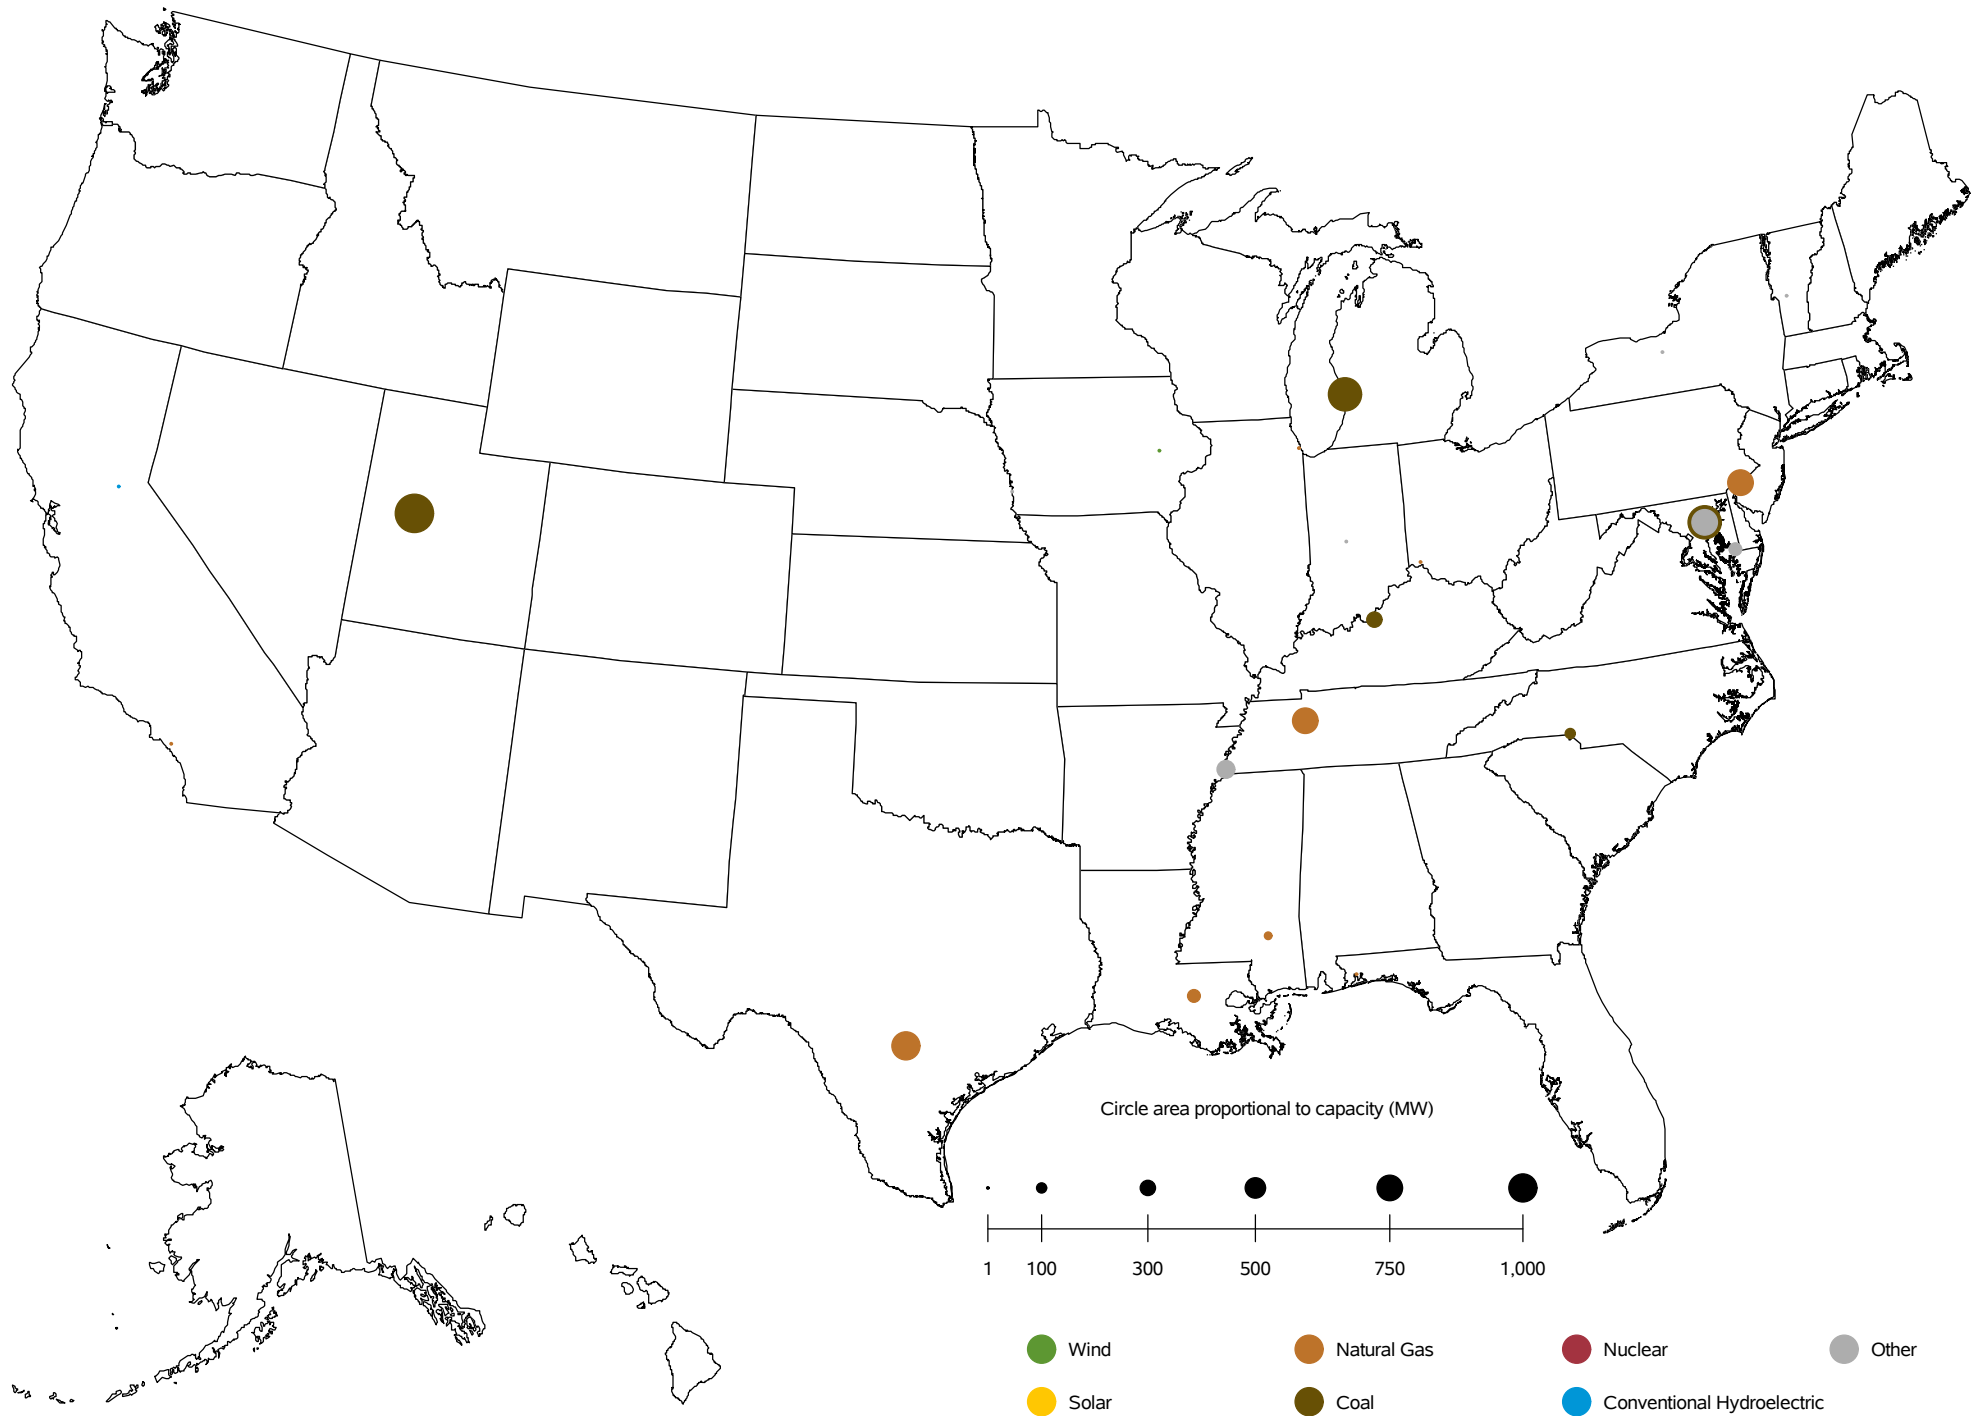 Circle area proportional to capacity (MW)
1 100 300 500 750 1,000
Wind Natural Gas Nuclear Other
Solar Coal Conventional Hydroelectric